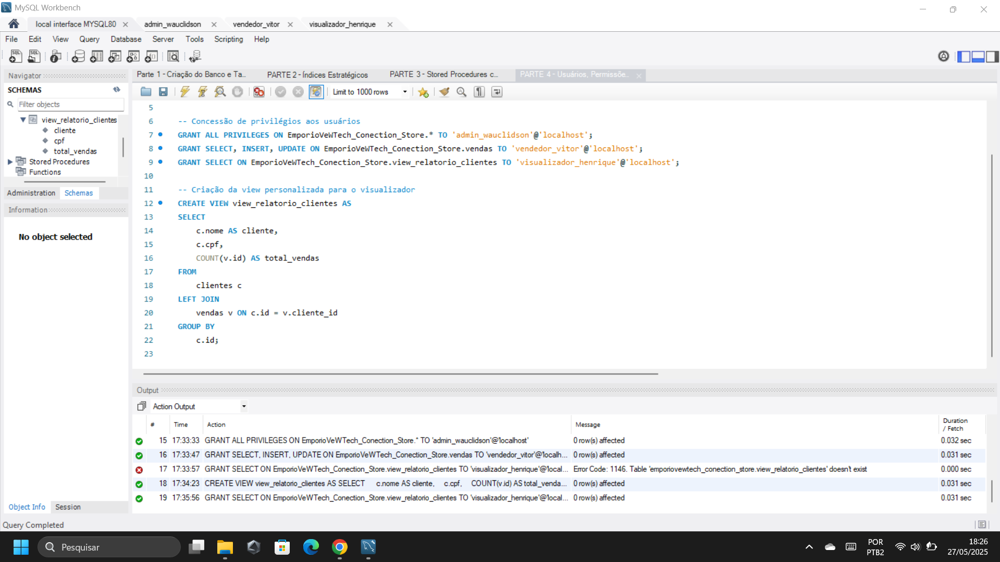 MySQL Workbench
local interface MYSQL80
admin_wauclidson
vendedor_vitor
visualizador_henrique
File Edit View Query Database Server Tools Scripting Help
Navigator
SCHEMAS
Filter objects
view_relatorio_clientes
cliente
cpf
total_vendas
Stored Procedures
Functions
Administration Schemas
Information
No object selected
Object Info Session
Parte 1 - Criação do Banco e Ta...
PARTE 2 - Índices Estratégicos
PARTE 3 - Stored Procedures c...
PARTE 4 - Usuários, Permissõe...
Limit to 1000 rows
5
6 -- Concessão de privilégios aos usuários
7 GRANT ALL PRIVILEGES ON EmporioVeWTech_Conection_Store.* TO 'admin_wauclidson'@'localhost';
8 GRANT SELECT, INSERT, UPDATE ON EmporioVeWTech_Conection_Store.vendas TO 'vendedor_vitor'@'localhost';
9 GRANT SELECT ON EmporioVeWTech_Conection_Store.view_relatorio_clientes TO 'visualizador_henrique'@'localhost';
10
11 -- Criação da view personalizada para o visualizador
12 CREATE VIEW view_relatorio_clientes AS
13 SELECT
14 c.nome AS cliente,
15 c.cpf,
16 COUNT(v.id) AS total_vendas
17 FROM
18 clientes c
19 LEFT JOIN
20 vendas v ON c.id = v.cliente_id
21 GROUP BY
22 c.id;
23
Output
Action Output
# Time Action Message Duration / Fetch
15 17:33:33 GRANT ALL PRIVILEGES ON EmporioVeWTech_Conection_Store.* TO 'admin_wauclidson'@'localhost' 0 row(s) affected 0.032 sec
16 17:33:47 GRANT SELECT, INSERT, UPDATE ON EmporioVeWTech_Conection_Store.vendas TO 'vendedor_vitor'@'localh... 0 row(s) affected 0.031 sec
17 17:33:57 GRANT SELECT ON EmporioVeWTech_Conection_Store.view_relatorio_clientes TO 'visualizador_henrique'@'local... Error Code: 1146. Table 'emporiovewtech_conection_store.view_relatorio_clientes' doesn't exist 0.000 sec
18 17:34:23 CREATE VIEW view_relatorio_clientes AS SELECT c.nome AS cliente, c.cpf, COUNT(v.id) AS total_venda... 0 row(s) affected 0.031 sec
19 17:35:56 GRANT SELECT ON EmporioVeWTech_Conection_Store.view_relatorio_clientes TO 'visualizador_henrique'@'local... 0 row(s) affected 0.031 sec
Query Completed
Pesquisar
POR
PTB2
18:26
27/05/2025